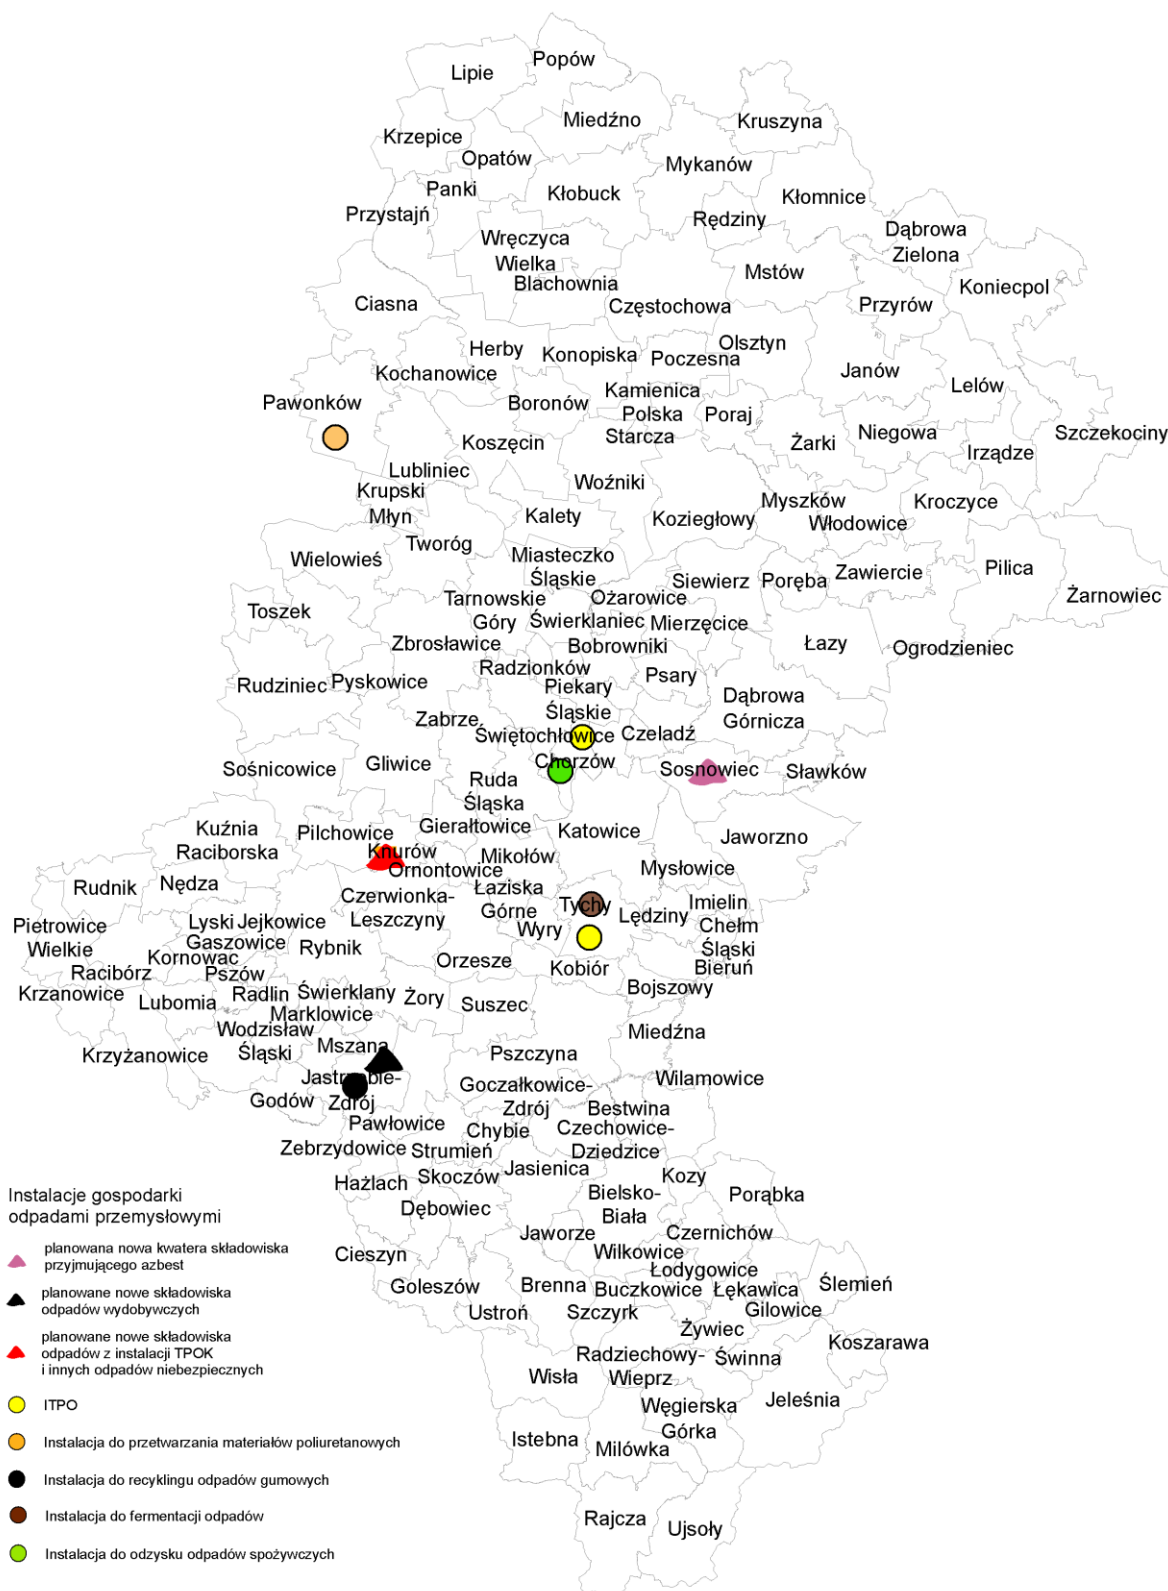 Popów
Lipie
Miedźno
Kruszyna
Krzepice
Opatów
Mykanów
Panki
Kłobuck
Kłomnice
Przystajń
Rędziny
Dąbrowa
Zielona
Wręczyca
Wielka
Mstów
Blachownia
Koniecpol
Ciasna
Częstochowa
Przyrów
Olsztyn
Herby
Konopiska
Poczesna
Kochanowice
Janów
Lelów
Kamienica
Polska
Pawonków
Boronów
Poraj
Starcza
Żarki
Niegowa
Szczekociny
Koszęcin
Irządze
Lubliniec
Woźniki
Krupski
Młyn
Myszków
Kroczyce
Kalety
Koziegłowy
Włodowice
Tworóg
Wielowieś
Miasteczko
Śląskie
Siewierz
Poręba
Zawiercie
Pilica
Żarnowiec
Tarnowskie
Góry
Ożarowice
Toszek
Świerklaniec
Mierzęcice
Zbrosławice
Bobrowniki
Łazy
Ogrodzieniec
Radzionków
Psary
Rudziniec
Pyskowice
Piekary
Śląskie
Dąbrowa
Górnicza
Zabrze
Świętochłowice
Czeladź
Chorzów
Sośnicowice
Gliwice
Sosnowiec
Sławków
Ruda
Śląska
Kuźnia
Raciborska
Pilchowice
Gierałtowice
Katowice
Jaworzno
Knurów
Mikołów
Ornontowice
Mysłowice
Rudnik
Nędza
Czerwionka-
Leszczyny
Łaziska
Górne
Tychy
Imielin
Lędziny
Pietrowice
Wielkie
Lyski
Jejkowice
Chełm
Śląski
Gaszowice
Rybnik
Wyry
Kornowac
Orzesze
Kobiór
Bieruń
Racibórz
Pszów
Krzanowice
Lubomia
Radlin
Świerklany
Żory
Suszec
Bojszowy
Marklowice
Wodzisław
Śląski
Mszana
Miedźna
Krzyżanowice
Pszczyna
Jastrzębie-
Zdrój
Goczałkowice-
Zdrój
Wilamowice
Godów
Bestwina
Pawłowice
Chybie
Czechowice-
Dziedzice
Zebrzydowice
Strumień
Jasienica
Kozy
Hażlach
Skoczów
Bielsko-
Biała
Porąbka
Dębowiec
Jaworze
Czernichów
Cieszyn
Wilkowice
Łodygowice
Goleszów
Brenna
Buczkowice
Łękawica
Ślemień
Ustroń
Szczyrk
Gilowice
Żywiec
Koszarawa
Radziechowy-
Wieprz
Świnna
Wisła
Jeleśnia
Węgierska
Górka
Istebna
Milówka
Rajcza
Ujsoły
Instalacje gospodarki
odpadami przemysłowymi
planowana nowa kwatera składowiska
przyjmującego azbest
planowane nowe składowiska
odpadów wydobywczych
planowane nowe składowiska
odpadów z instalacji TPOK
i innych odpadów niebezpiecznych
ITPO
Instalacja do przetwarzania materiałów poliuretanowych
Instalacja do recyklingu odpadów gumowych
Instalacja do fermentacji odpadów
Instalacja do odzysku odpadów spożywczych